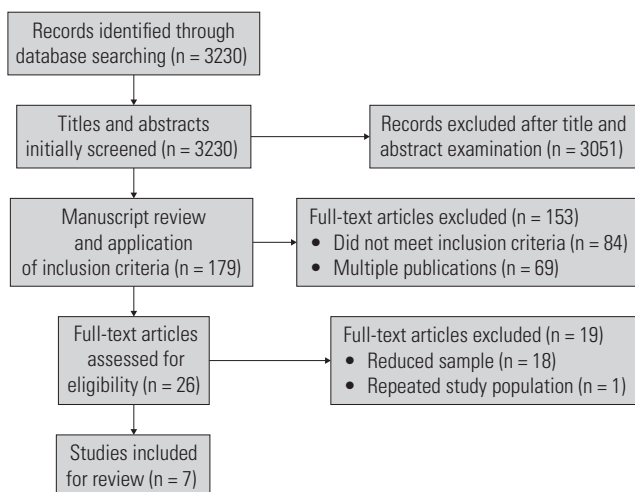 Records identified through
database searching (n = 3230)
Titles and abstracts
initially screened (n = 3230)
Records excluded after title and
abstract examination (n = 3051)
Manuscript review
and application
of inclusion criteria (n = 179)
Full-text articles excluded (n = 153)
• Did not meet inclusion criteria (n = 84)
• Multiple publications (n = 69)
Full-text articles
assessed for
eligibility (n = 26)
Full-text articles excluded (n = 19)
• Reduced sample (n = 18)
• Repeated study population (n = 1)
Studies included
for review (n = 7)